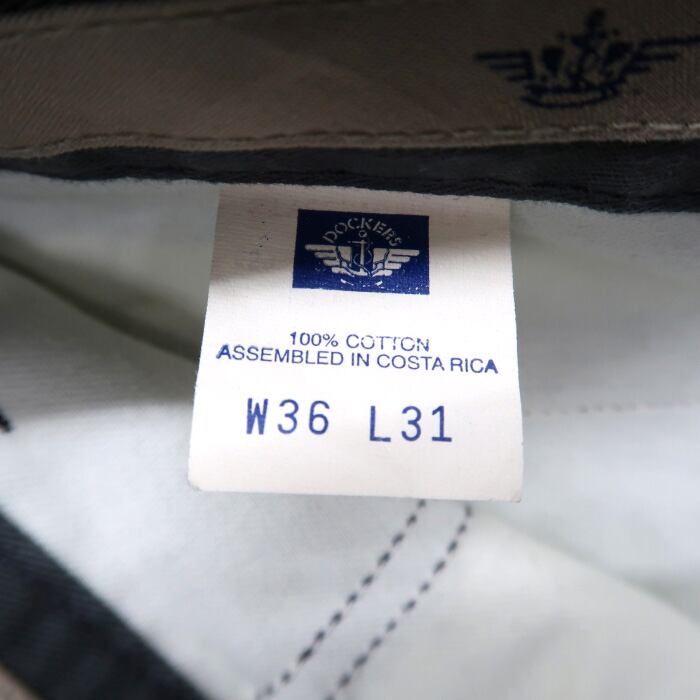 DOCKERS
100% COTTON
ASSEMBLED IN COSTA RICA
W36 L31